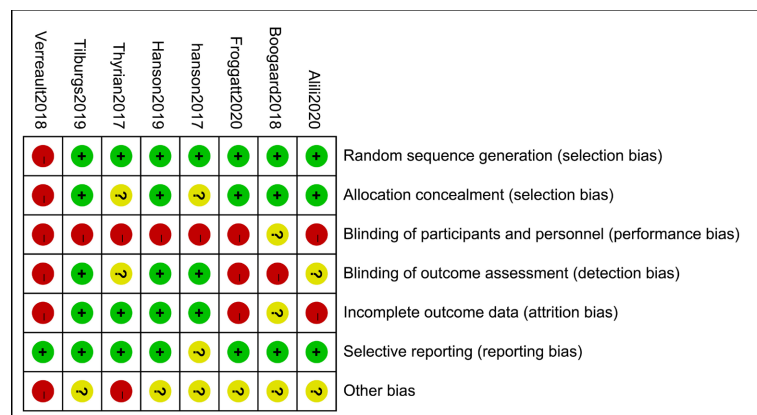 Verreault2018
Tilburgs2019
Thyrian2017
Hanson2019
hanson2017
Froggatt2020
Boogaard2018
Alili2020
- + + + + + + + Random sequence generation (selection bias)
- + ? + ? + + + Allocation concealment (selection bias)
- - - - - - ? - Blinding of participants and personnel (performance bias)
- + ? + + - - ? Blinding of outcome assessment (detection bias)
- + + + + - ? - Incomplete outcome data (attrition bias)
+ + + + ? + + + Selective reporting (reporting bias)
- ? - ? ? ? ? ? Other bias